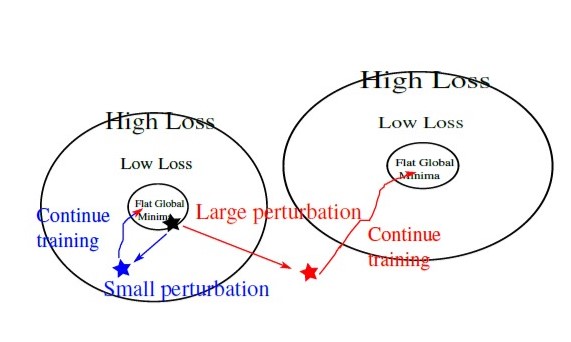 High Loss
Low Loss
Flat Global
Minima
Continue
training
Small perturbation
Large perturbation
High Loss
Low Loss
Flat Global
Minima
Continue
training